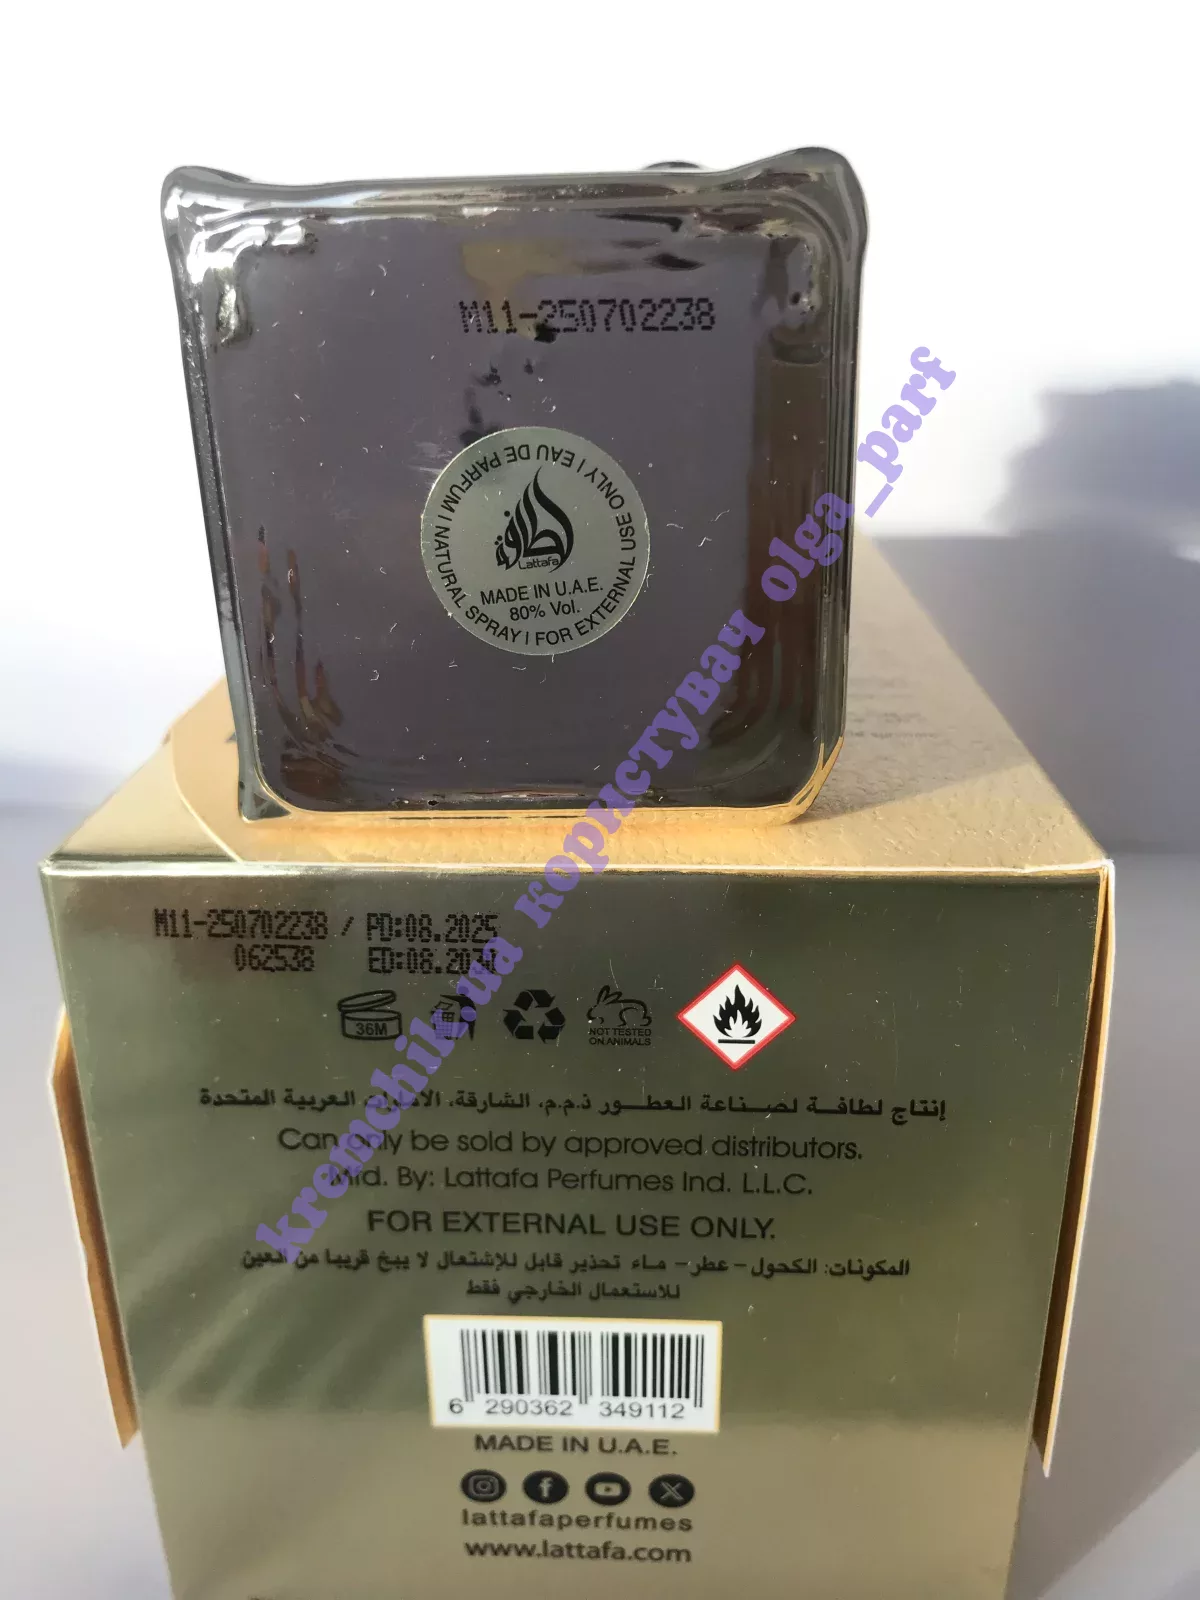 M11-250702238
EAU DE PARFUM | NATURAL SPRAY | FOR EXTERNAL USE ONLY |
لطافة
Lattafa
MADE IN U.A.E.
80% Vol.
M11-250702238 / PD:08.2025
062538 ED:08.2030
36M
NOT TESTED
ON ANIMALS
إنتاج لطافة لصناعة العطور ذ.م.م. الشارقة، الامارات العربية المتحدة
Can only be sold by approved distributors.
Mfd. By: Lattafa Perfumes Ind. L.L.C.
FOR EXTERNAL USE ONLY.
المكونات: الكحول - عطر - ماء تحذير قابل للإشتعال لا يبخ قريبا من العين
للاستعمال الخارجي فقط
6 290362 349112
MADE IN U.A.E.
lattafaperfumes
www.lattafa.com
kremchik.ua користувач olga_parf